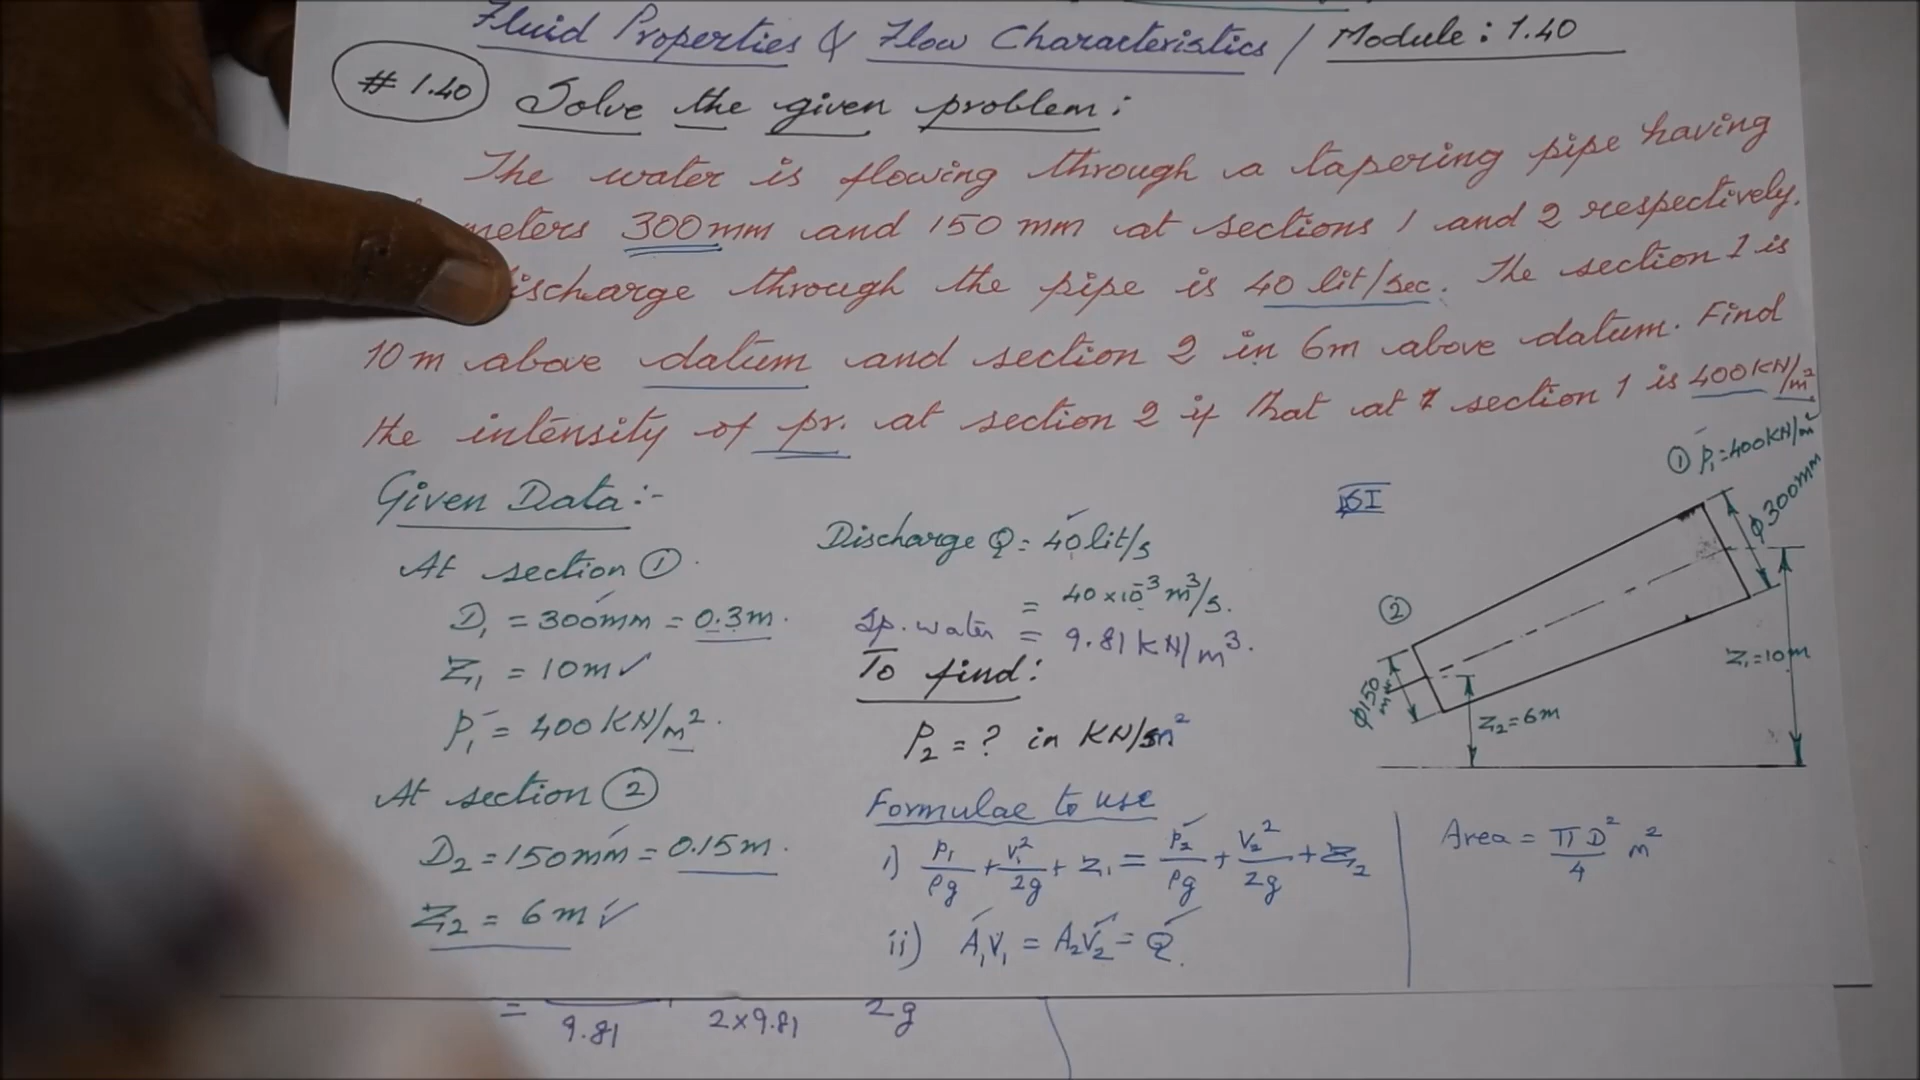 Fluid Properties & Flow Characteristics / Module: 1.40
# 1.40 Solve the given problem:
The water is flowing through a tapering pipe having
meters 300mm and 150 mm at sections 1 and 2 respectively.
ischarge through the pipe is 40 lit/sec. The section 1 is
10 m above datum and section 2 in 6m above datum. Find
the intensity of pr. at section 2 if that at section 1 is 400KN/m²
① P₁=400KN/m²
Given Data:-
SI
φ300mm
Discharge Q = 40lit/s
At section ①.
= 40×10⁻³ m³/s.
D₁ = 300mm = 0.3m.
Sp. water = 9.81 KN/m³.
②
Z₁ = 10m ✓
To find:
Z₁=10m
φ150 mm
P₁ = 400KN/m².
P₂ = ? in KN/m²
Z₂=6m
At section ②
Formulae to use
D₂ = 150mm = 0.15m.
i) P₁/ρg + V₁²/2g + Z₁ = P₂/ρg + V₂²/2g + Z₂
Area = πD²/4 m²
Z₂ = 6m ✓
ii) A₁V₁ = A₂V₂ = Q.
= 9.81 2×9.81 2g